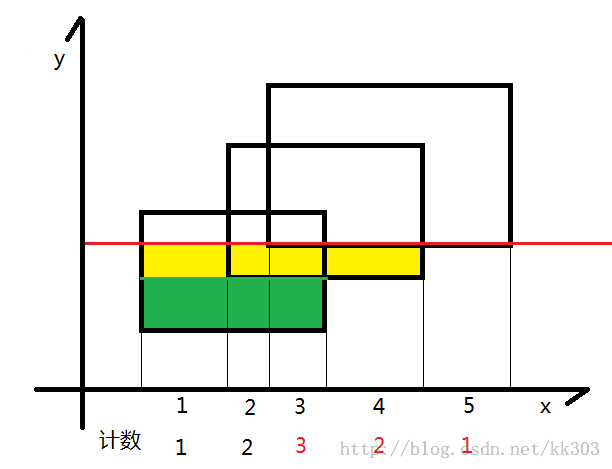 y
1 2 3 4 5 x
计数 1 2 3 2 1
http://blog.csdn.net/kk303